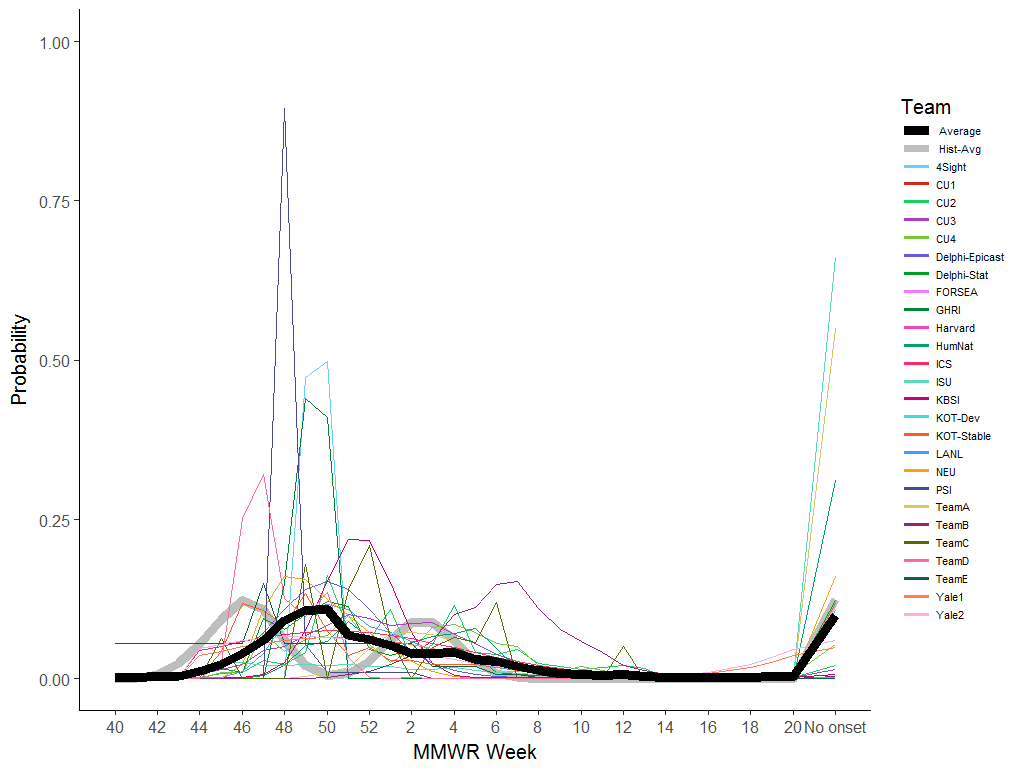 1.00
0.75
0.50
0.25
0.00
Probability
40 42 44 46 48 50 52 2 4 6 8 10 12 14 16 18 20 No onset
MMWR Week
Team
Average
Hist-Avg
4Sight
CU1
CU2
CU3
CU4
Delphi-Epicast
Delphi-Stat
FORSEA
GHRI
Harvard
HumNat
ICS
ISU
KBSI
KOT-Dev
KOT-Stable
LANL
NEU
PSI
TeamA
TeamB
TeamC
TeamD
TeamE
Yale1
Yale2